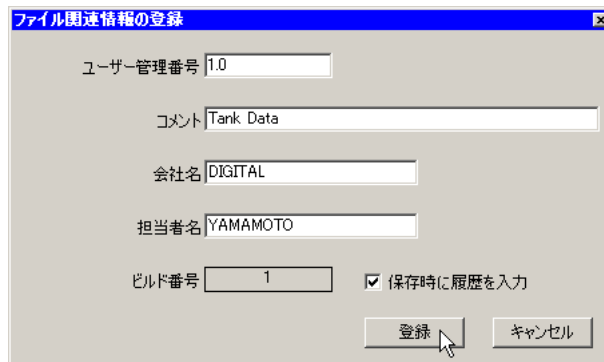 ファイル関連情報の登録
ユーザー管理番号 1.0
コメント Tank Data
会社名 DIGITAL
担当者名 YAMAMOTO
ビルド番号 1 保存時に履歴を入力
登録 キャンセル